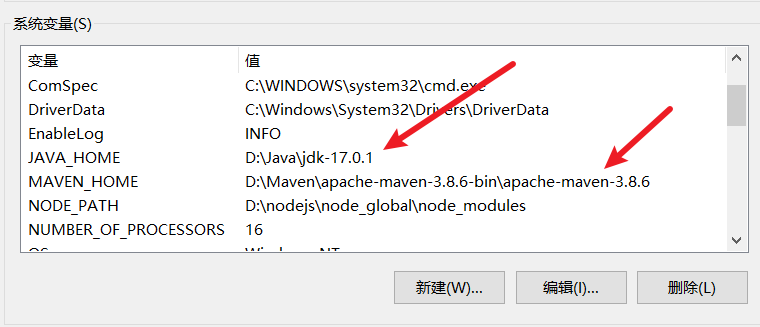 系统变量(S)
变量 值
ComSpec C:\WINDOWS\system32\cmd.exe
DriverData C:\Windows\System32\Drivers\DriverData
EnableLog INFO
JAVA_HOME D:\Java\jdk-17.0.1
MAVEN_HOME D:\Maven\apache-maven-3.8.6-bin\apache-maven-3.8.6
NODE_PATH D:\nodejs\node_global\node_modules
NUMBER_OF_PROCESSORS 16
OS Windows_NT
新建(W)... 编辑(I)... 删除(L)